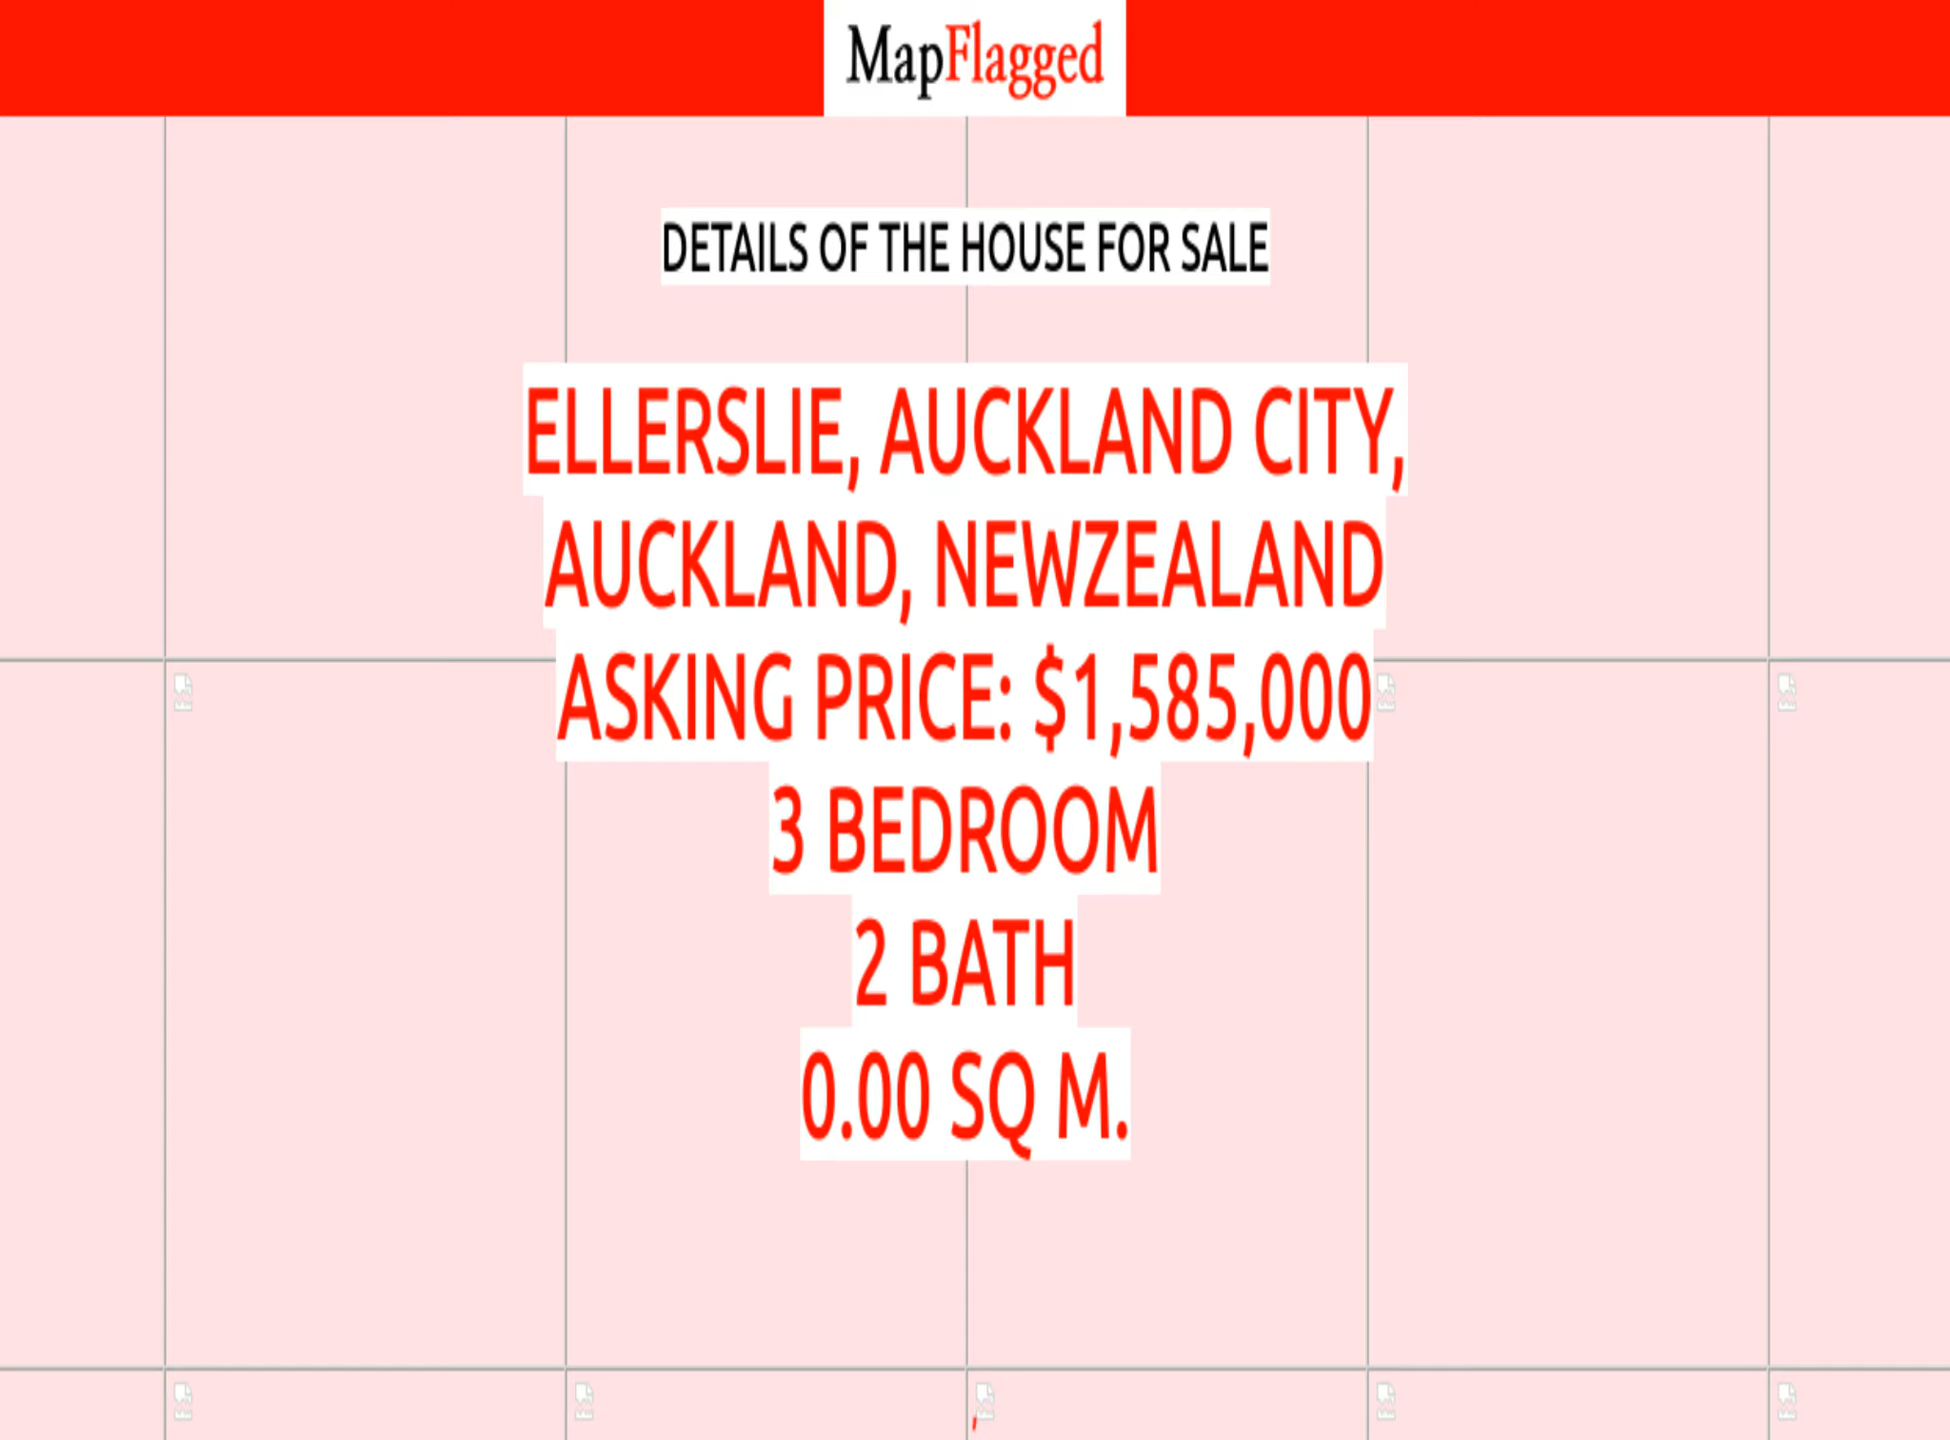 MapFlagged
DETAILS OF THE HOUSE FOR SALE
ELLERSLIE, AUCKLAND CITY,
AUCKLAND, NEWZEALAND
ASKING PRICE: $1,585,000
3 BEDROOM
2 BATH
0.00 SQ M.